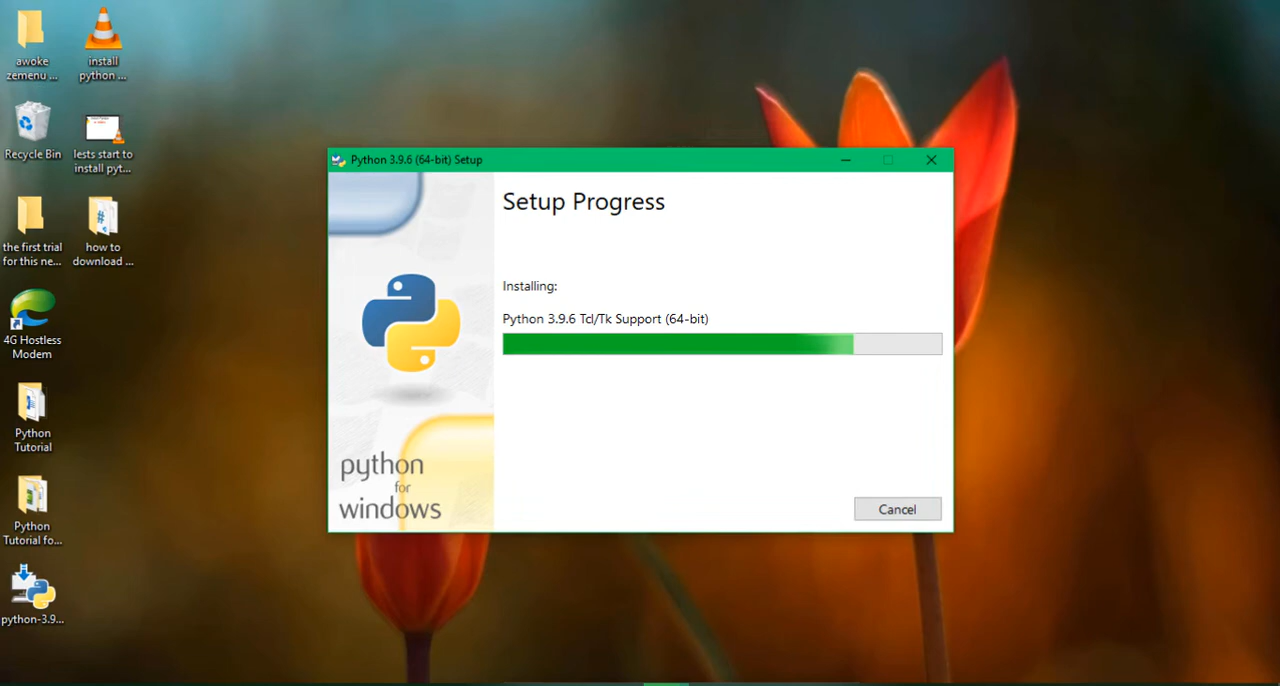 awoke
zemenu ...
install
python ...
Recycle Bin
lests start to
install pyt...
the first trial
for this ne...
how to
download ...
4G Hostless
Modem
Python
Tutorial
Python
Tutorial fo...
python-3.9...
Python 3.9.6 (64-bit) Setup
Setup Progress
Installing:
Python 3.9.6 Tcl/Tk Support (64-bit)
python
for
windows
Cancel